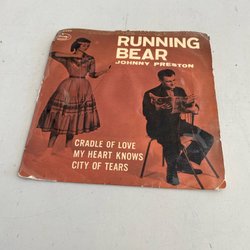 RUNNING
BEAR
JOHNNY PRESTON
CRADLE OF LOVE
MY HEART KNOWS
CITY OF TEARS